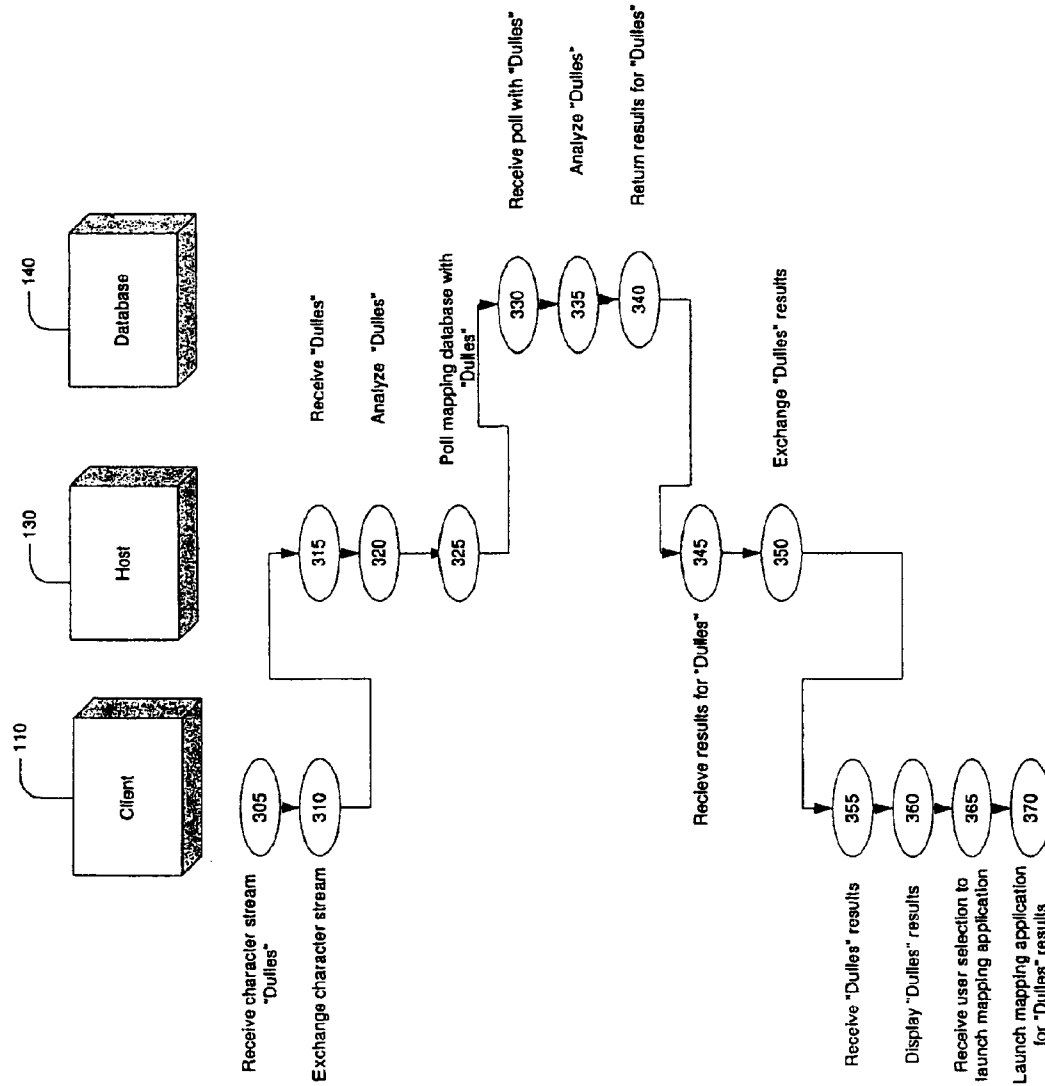 110
Client
130
Host
140
Database
Receive character stream
"Dulles"
305
Exchange character stream
310
315
Receive "Dulles"
320
Analyze "Dulles"
325
Poll mapping database with
"Dulles"
330
Receive poll with "Dulles"
335
Analyze "Dulles"
340
Return results for "Dulles"
Recieve results for "Dulles"
345
350
Exchange "Dulles" results
Receive "Dulles" results
355
Display "Dulles" results
360
Receive user selection to
launch mapping application
365
Launch mapping application
for "Dulles" results
370